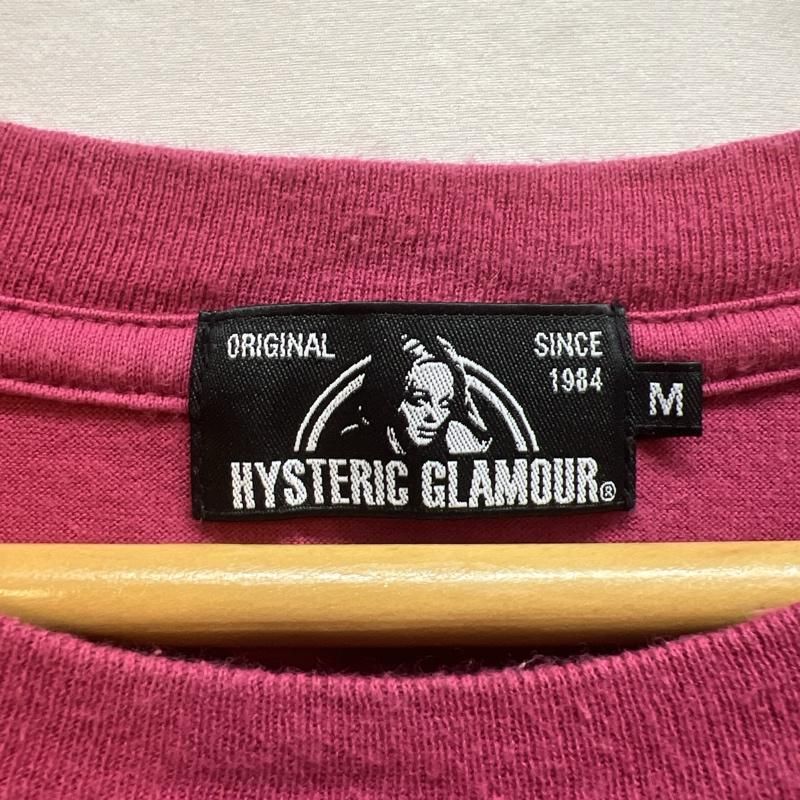 ORIGINAL SINCE
1984
M
HYSTERIC GLAMOUR®